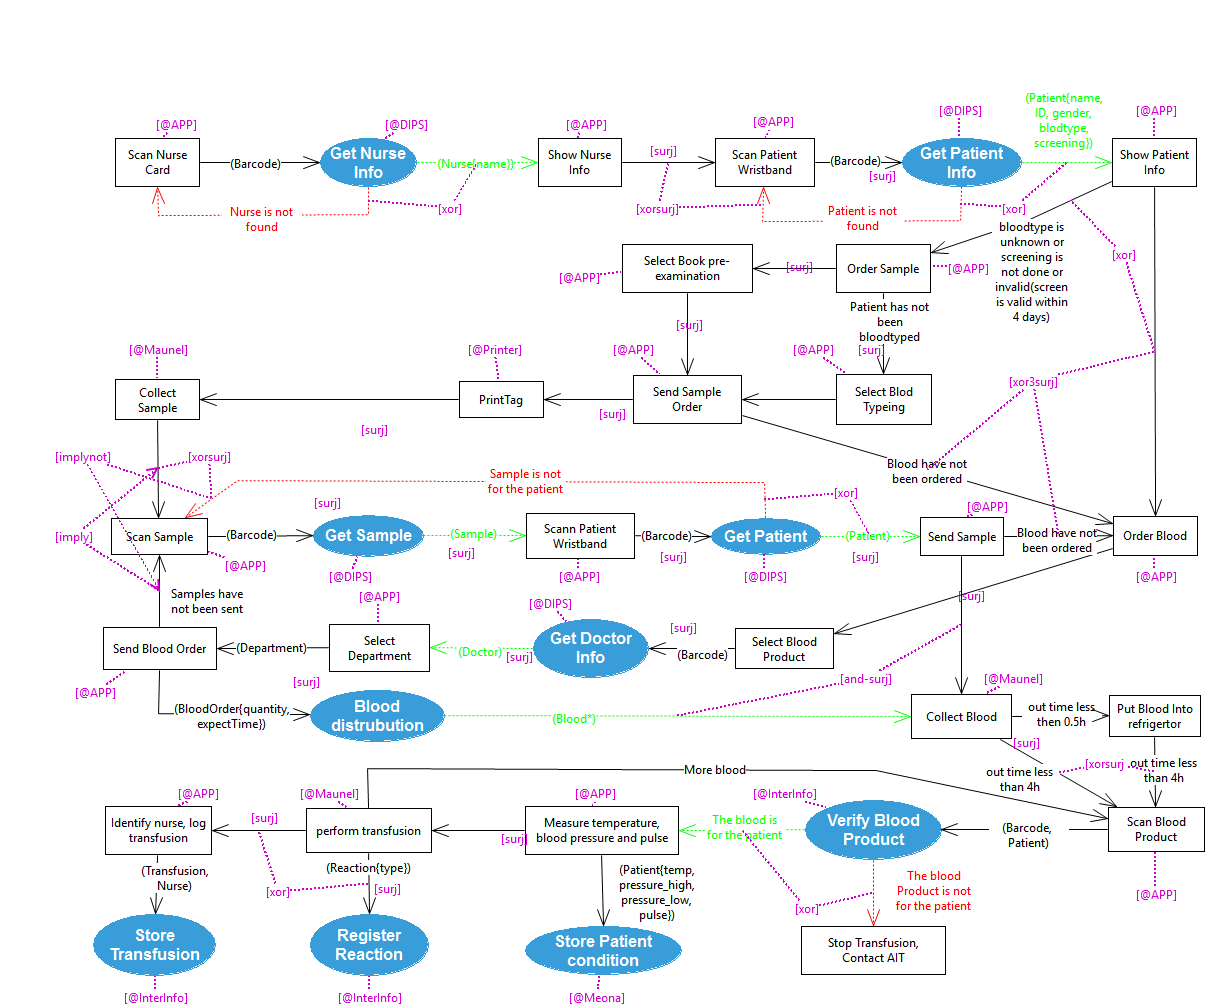 (Patient{name,
ID, gender,
blodtype,
screening})
[@APP]
[@DIPS]
[@APP]
[@APP]
[@DIPS]
[@APP]
Scan Nurse
Card
(Barcode)
Get Nurse
Info
(Nurse{name})
Show Nurse
Info
[surj]
Scan Patient
Wristband
(Barcode)
[surj]
Get Patient
Info
Show Patient
Info
Nurse is not
found
[xor]
[xorsurj]
Patient is not
found
[xor]
bloodtype is
unknown or
screening is
not done or
invalid(screen
is valid within
4 days)
[xor]
Select Book pre-
examination
[@APP]
[surj]
Order Sample
[@APP]
Patient has not
been
bloodtyped
[surj]
[surj]
[@Maunel]
[@Printer]
[@APP]
[@APP]
Collect
Sample
PrintTag
Send Sample
Order
Select Blod
Typeing
[xor3surj]
[surj]
[surj]
[implynot]
[xorsurj]
Sample is not
for the patient
Blood have not
been ordered
[surj]
[xor]
[@APP]
Scan Sample
(Barcode)
Get Sample
(Sample)
Scann Patient
Wristband
(Barcode)
Get Patient
(Patient)
Send Sample
Blood have not
been ordered
Order Blood
[imply]
[surj]
[surj]
[surj]
[@APP]
[@DIPS]
[@APP]
[@DIPS]
[@APP]
Samples have
not been sent
[@APP]
[@DIPS]
[surj]
Send Blood Order
(Department)
Select
Department
(Doctor)
[surj]
Get Doctor
Info
[surj]
(Barcode)
Select Blood
Product
[@APP]
[surj]
[and-surj]
[@Maunel]
(BloodOrder{quantity,
expectTime})
Blood
distrubution
(Blood*)
Collect Blood
out time less
then 0.5h
Put Blood Into
refrigertor
[surj]
out time less
than 4h
[xorsurj
out time less
than 4h
More blood
[@APP]
[@Maunel]
[@APP]
[@InterInfo]
Identify nurse, log
transfusion
[surj]
perform transfusion
[surj]
Measure temperature,
blood pressure and pulse
The blood is
for the patient
Verify Blood
Product
(Barcode,
Patient)
Scan Blood
Product
(Transfusion,
Nurse)
[xor]
(Reaction{type})
[surj]
(Patient{temp,
pressure_high,
pressure_low,
pulse})
[xor]
The blood
Product is not
for the patient
[@APP]
Store
Transfusion
Register
Reaction
Store Patient
condition
Stop Transfusion,
Contact AIT
[@InterInfo]
[@InterInfo]
[@Meona]